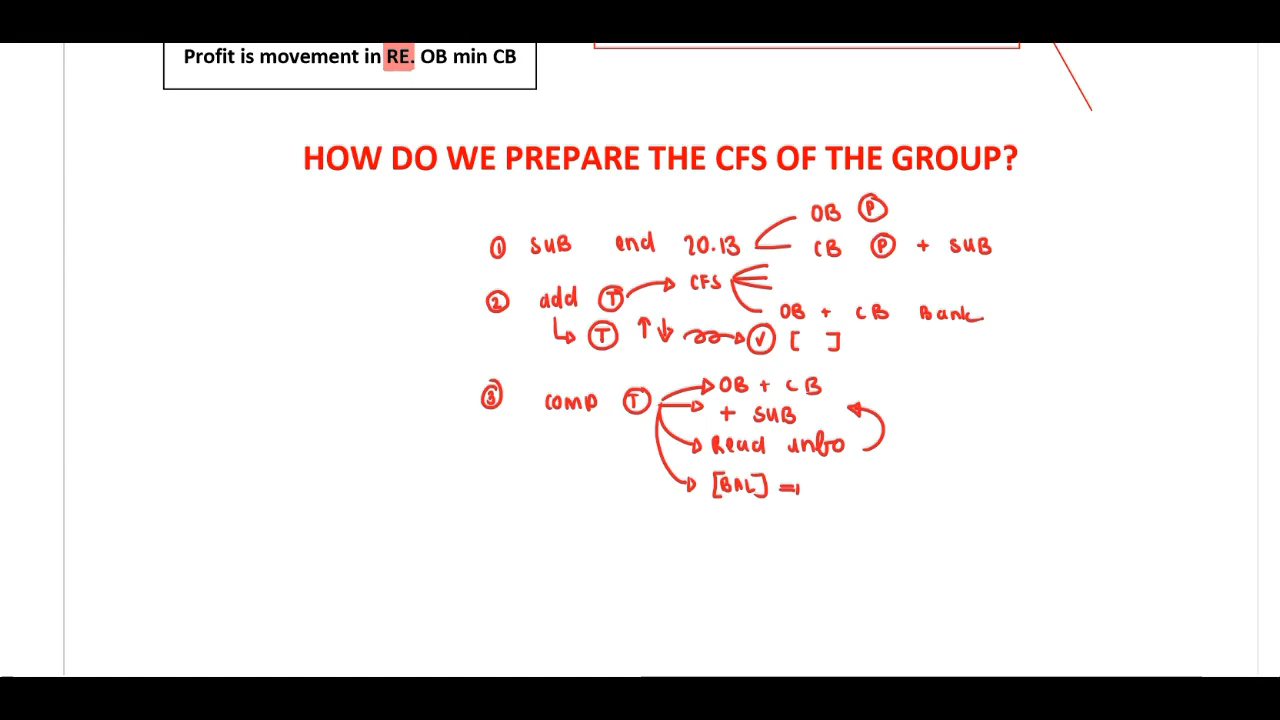 Profit is movement in RE. OB min CB
HOW DO WE PREPARE THE CFS OF THE GROUP?
OB P
① SUB end 20.13 CB P + SUB
② add T CFS
OB + CB Bank
T ↑↓ ✓ [ ]
③ comp T OB + CB
+ SUB
Read info
[BAL] =